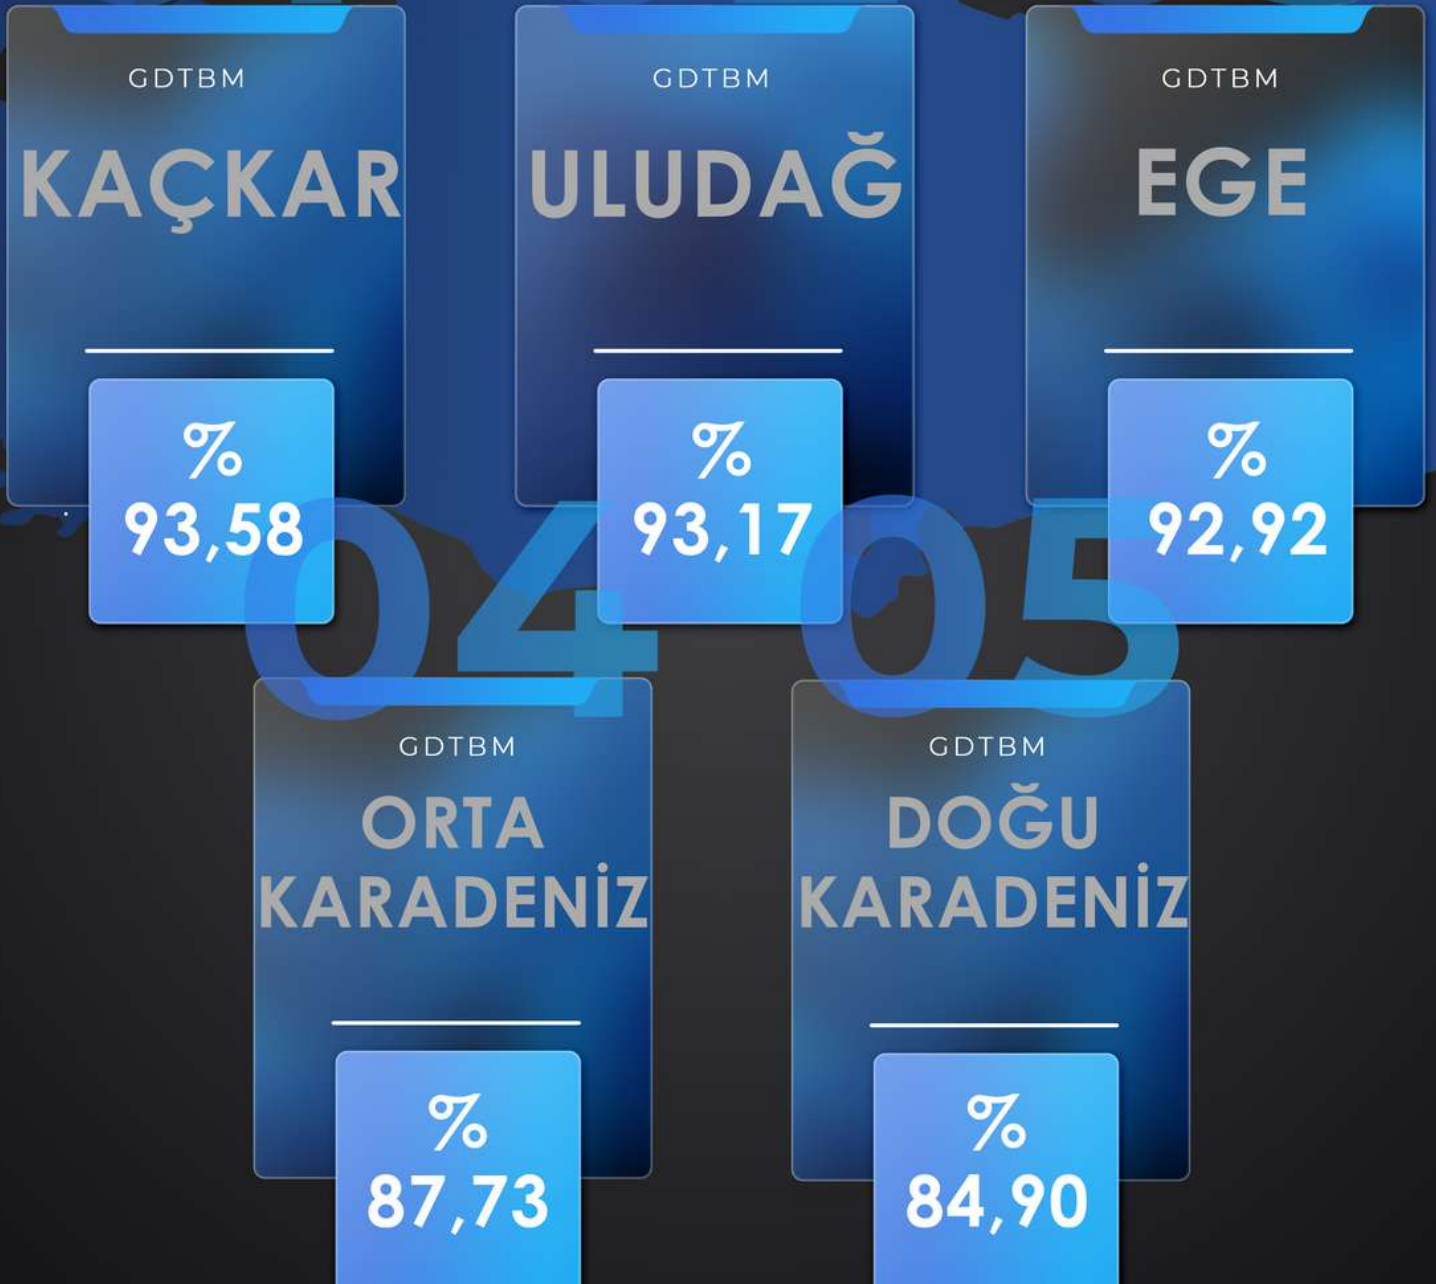 GDTBM
KAÇKAR
%
93,58
GDTBM
ULUDAĞ
%
93,17
GDTBM
EGE
%
92,92
04
GDTBM
ORTA
KARADENİZ
%
87,73
05
GDTBM
DOĞU
KARADENİZ
%
84,90